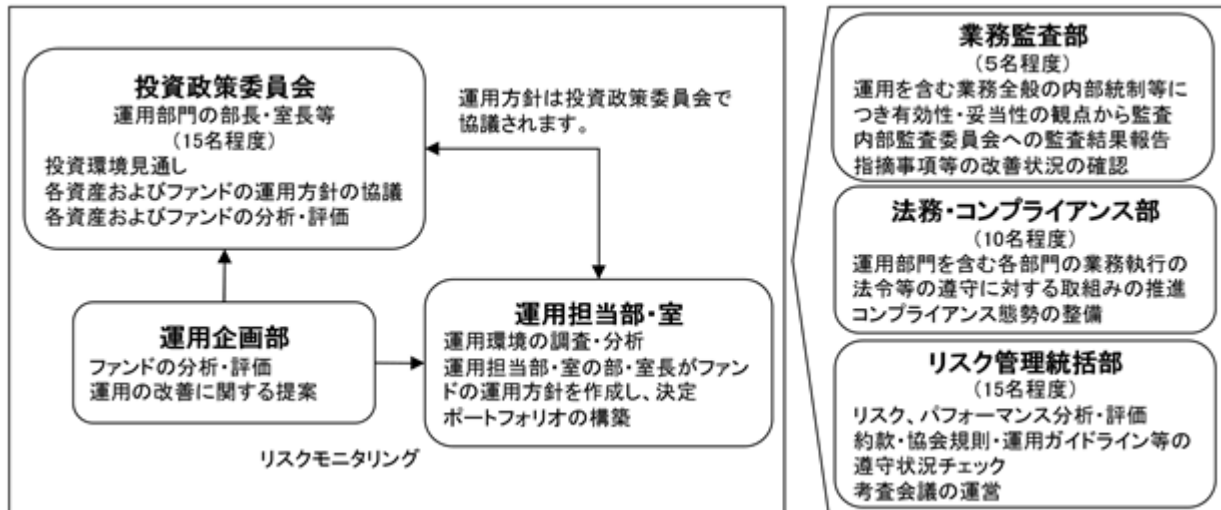 投資政策委員会
運用部門の部長・室長等
(15名程度)
投資環境見通し
各資産およびファンドの運用方針の協議
各資産およびファンドの分析・評価
運用方針は投資政策委員会で
協議されます。
運用企画部
ファンドの分析・評価
運用の改善に関する提案
運用担当部・室
運用環境の調査・分析
運用担当部・室の部・室長がファン
ドの運用方針を作成し、決定
ポートフォリオの構築
リスクモニタリング
業務監査部
(5名程度)
運用を含む業務全般の内部統制等に
つき有効性・妥当性の観点から監査
内部監査委員会への監査結果報告
指摘事項等の改善状況の確認
法務・コンプライアンス部
(10名程度)
運用部門を含む各部門の業務執行の
法令等の遵守に対する取組みの推進
コンプライアンス態勢の整備
リスク管理統括部
(15名程度)
リスク、パフォーマンス分析・評価
約款・協会規則・運用ガイドライン等の
遵守状況チェック
考査会議の運営